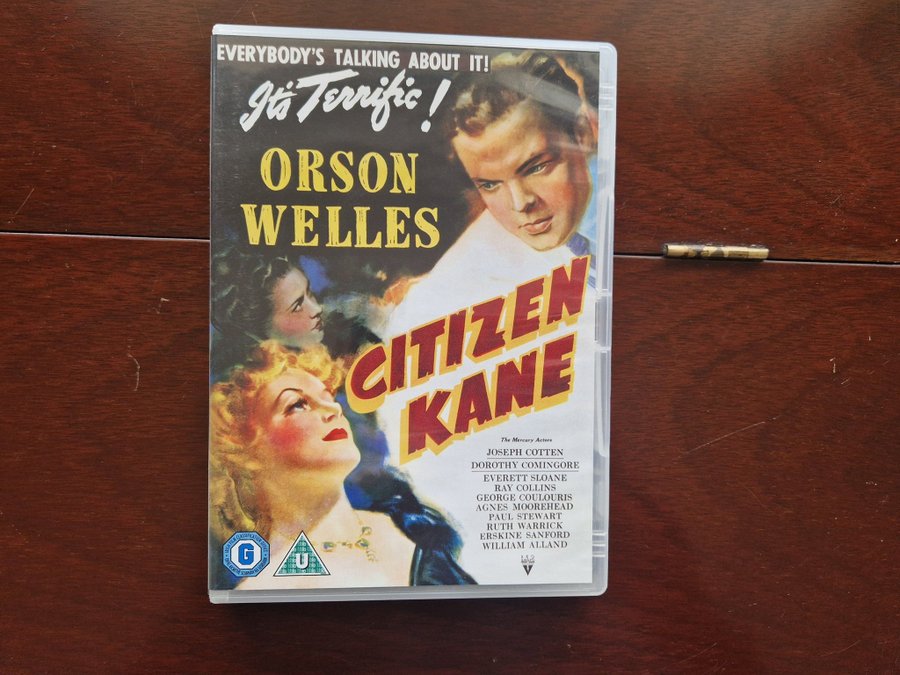 EVERYBODY'S TALKING ABOUT IT!
It's Terrific!
ORSON
WELLES
CITIZEN
KANE
The Mercury Actors
JOSEPH COTTEN
DOROTHY COMINGORE
EVERETT SLOANE
RAY COLLINS
GEORGE COULOURIS
AGNES MOOREHEAD
PAUL STEWART
RUTH WARRICK
ERSKINE SANFORD
WILLIAM ALLAND
G
U